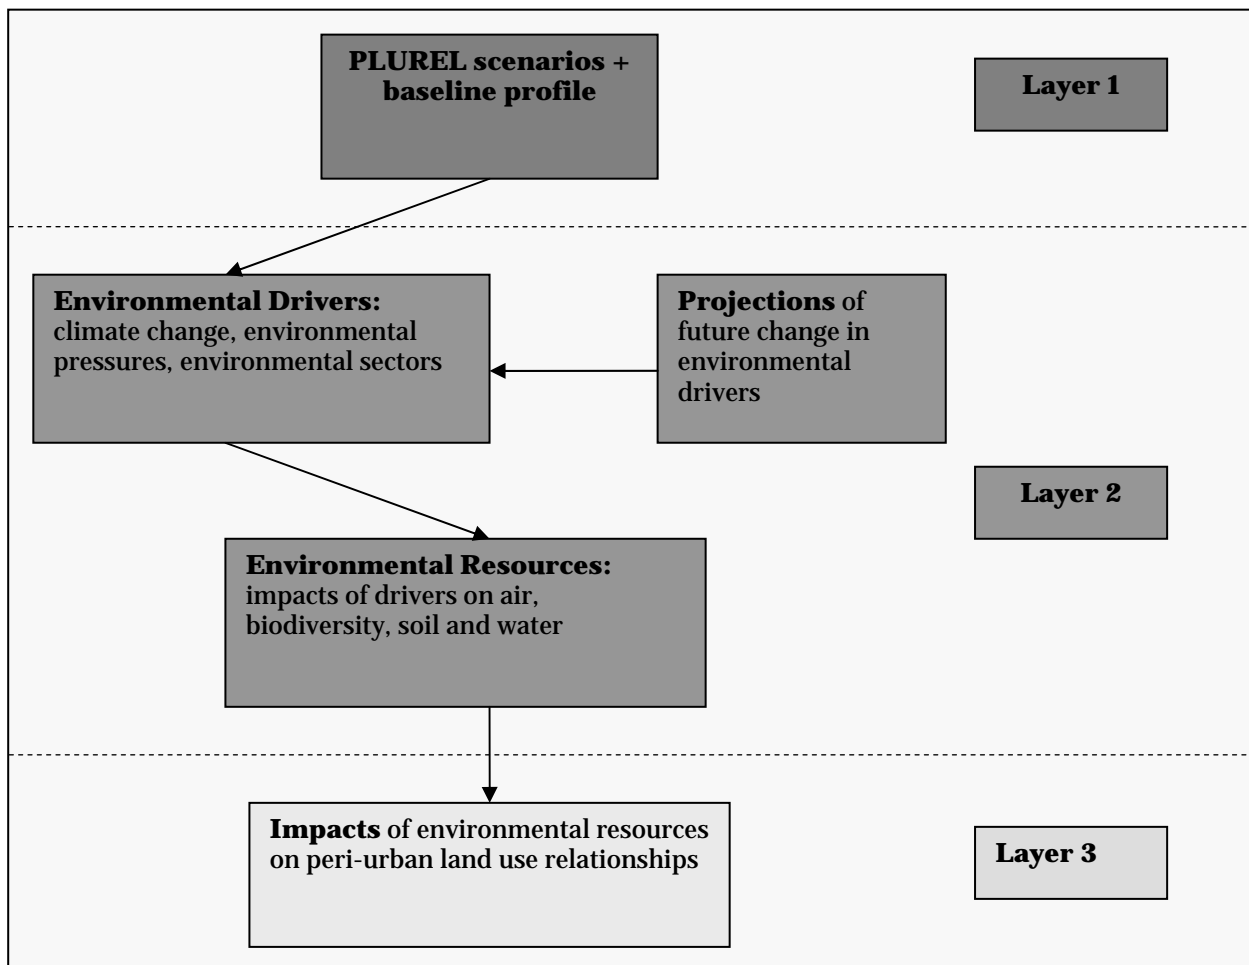 PLUREL scenarios +
baseline profile
Layer 1
Environmental Drivers:
climate change, environmental
pressures, environmental sectors
Projections of
future change in
environmental
drivers
Layer 2
Environmental Resources:
impacts of drivers on air,
biodiversity, soil and water
Impacts of environmental resources
on peri-urban land use relationships
Layer 3